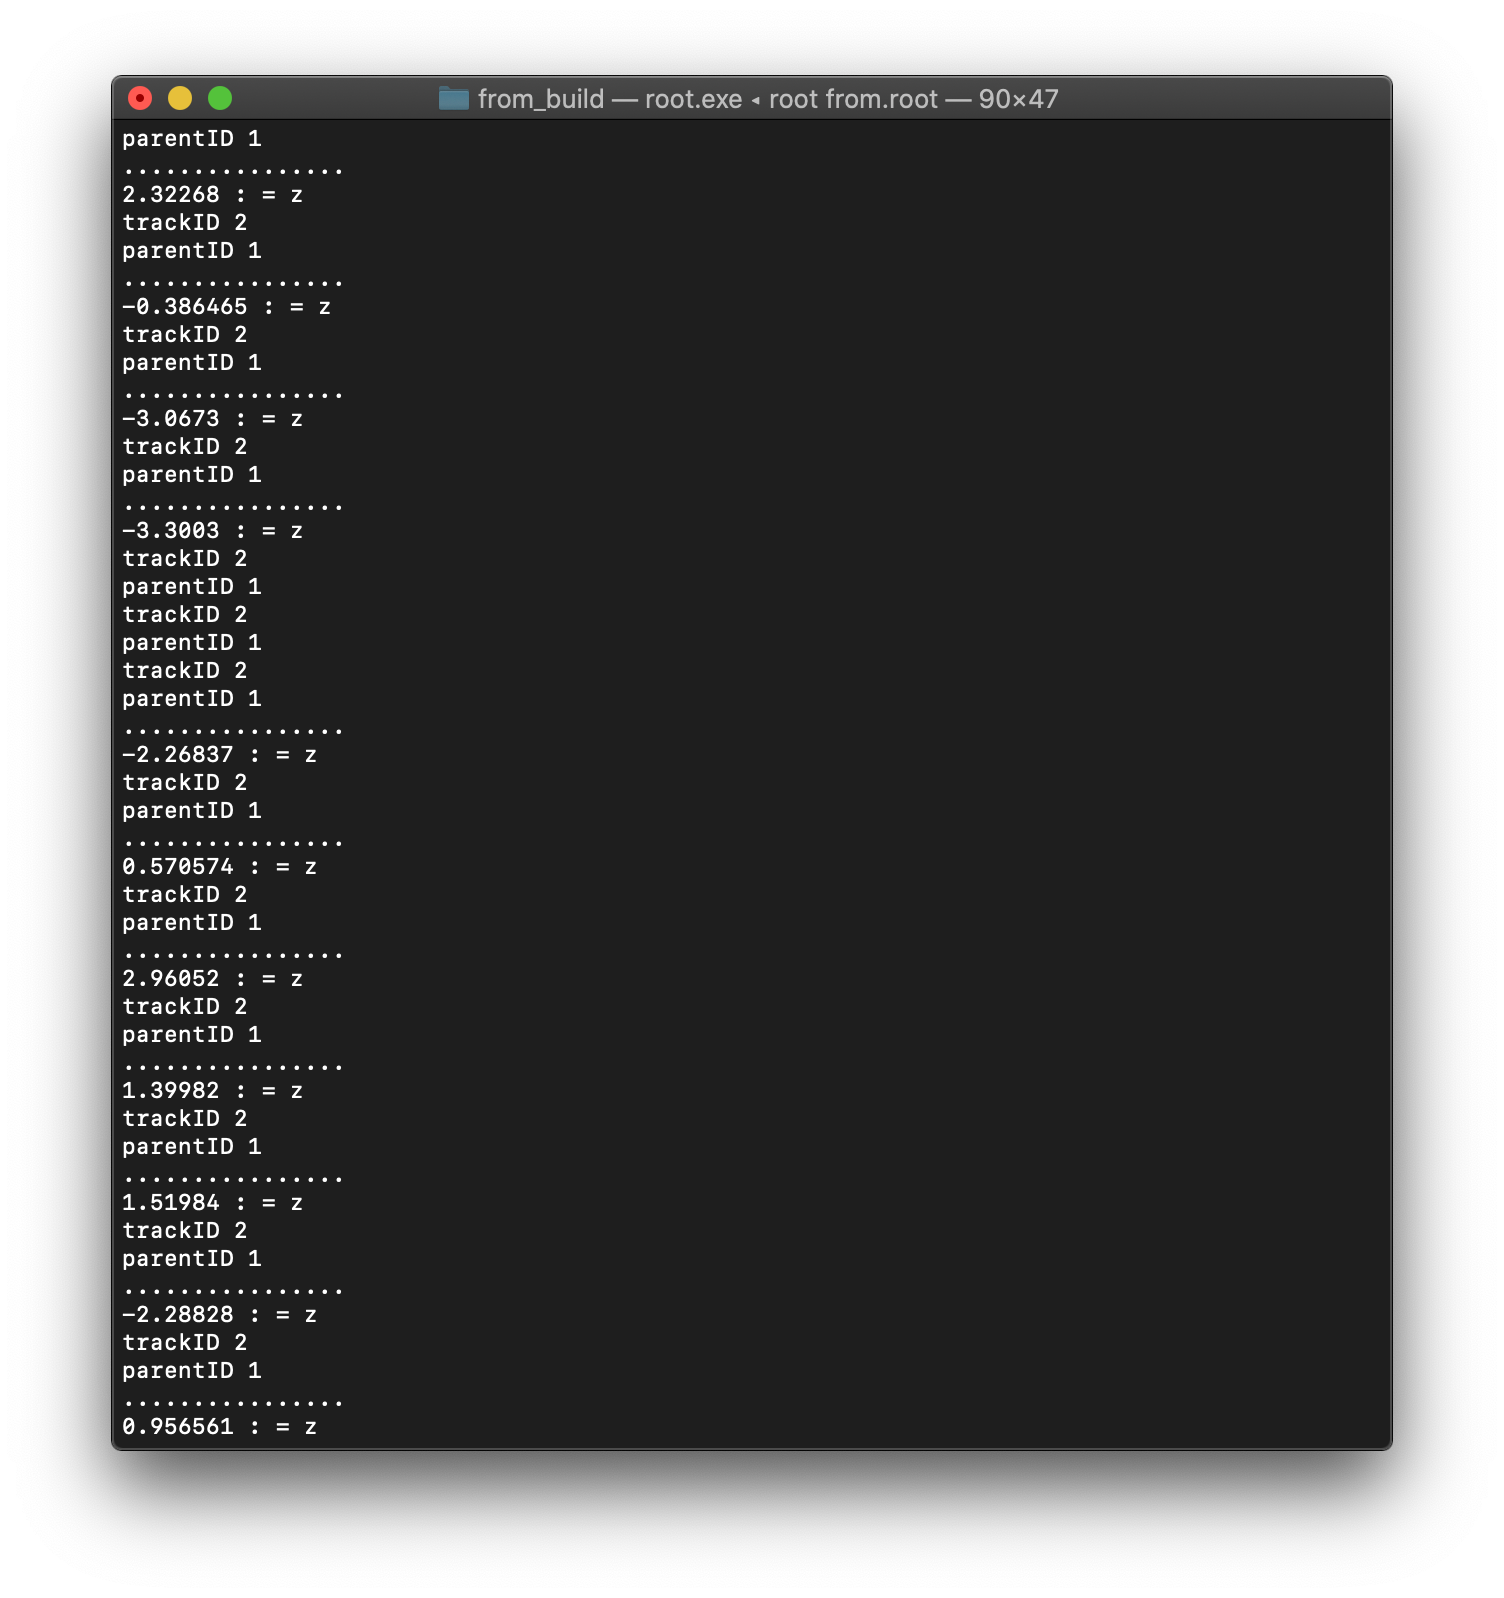 from_build — root.exe ◂ root from.root — 90×47
parentID 1
................
2.32268 : = z
trackID 2
parentID 1
................
-0.386465 : = z
trackID 2
parentID 1
................
-3.0673 : = z
trackID 2
parentID 1
................
-3.3003 : = z
trackID 2
parentID 1
trackID 2
parentID 1
trackID 2
parentID 1
................
-2.26837 : = z
trackID 2
parentID 1
................
0.570574 : = z
trackID 2
parentID 1
................
2.96052 : = z
trackID 2
parentID 1
................
1.39982 : = z
trackID 2
parentID 1
................
1.51984 : = z
trackID 2
parentID 1
................
-2.28828 : = z
trackID 2
parentID 1
................
0.956561 : = z